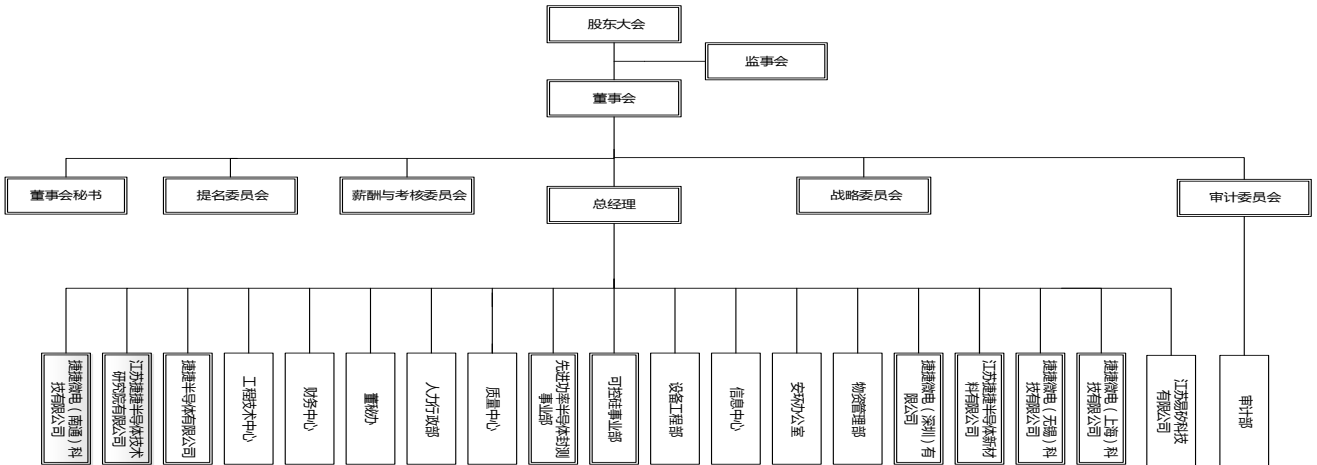 股东大会
监事会
董事会
董事会秘书
提名委员会
薪酬与考核委员会
总经理
战略委员会
审计委员会
捷捷微电（南通）科
技有限公司
江苏捷捷半导体技术
研究院有限公司
捷捷半导体有限公司
工程技术中心
财务中心
董秘办
人力行政部
质量中心
先进功率半导体封测
事业部
可控硅事业部
设备工程部
信息中心
安环办公室
物资管理部
捷捷微电（深圳）有
限公司
江苏捷捷半导体新材
料有限公司
捷捷微电（无锡）科
技有限公司
捷捷微电（上海）科
技有限公司
江苏易矽科技
有限公司
审计部